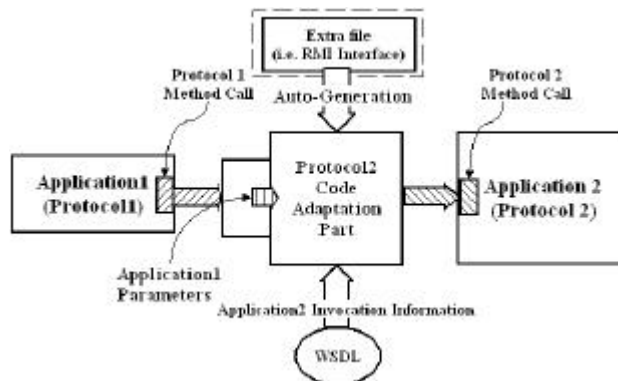 Extra file
(i.e. RMI Interface)
Protocol 1
Method Call
Auto-Generation
Protocol 2
Method Call
Application1
(Protocol1)
Protocol2
Code
Adaptation
Part
Application 2
(Protocol 2)
Application1
Parameters
Application2 Invocation Information
WSDL